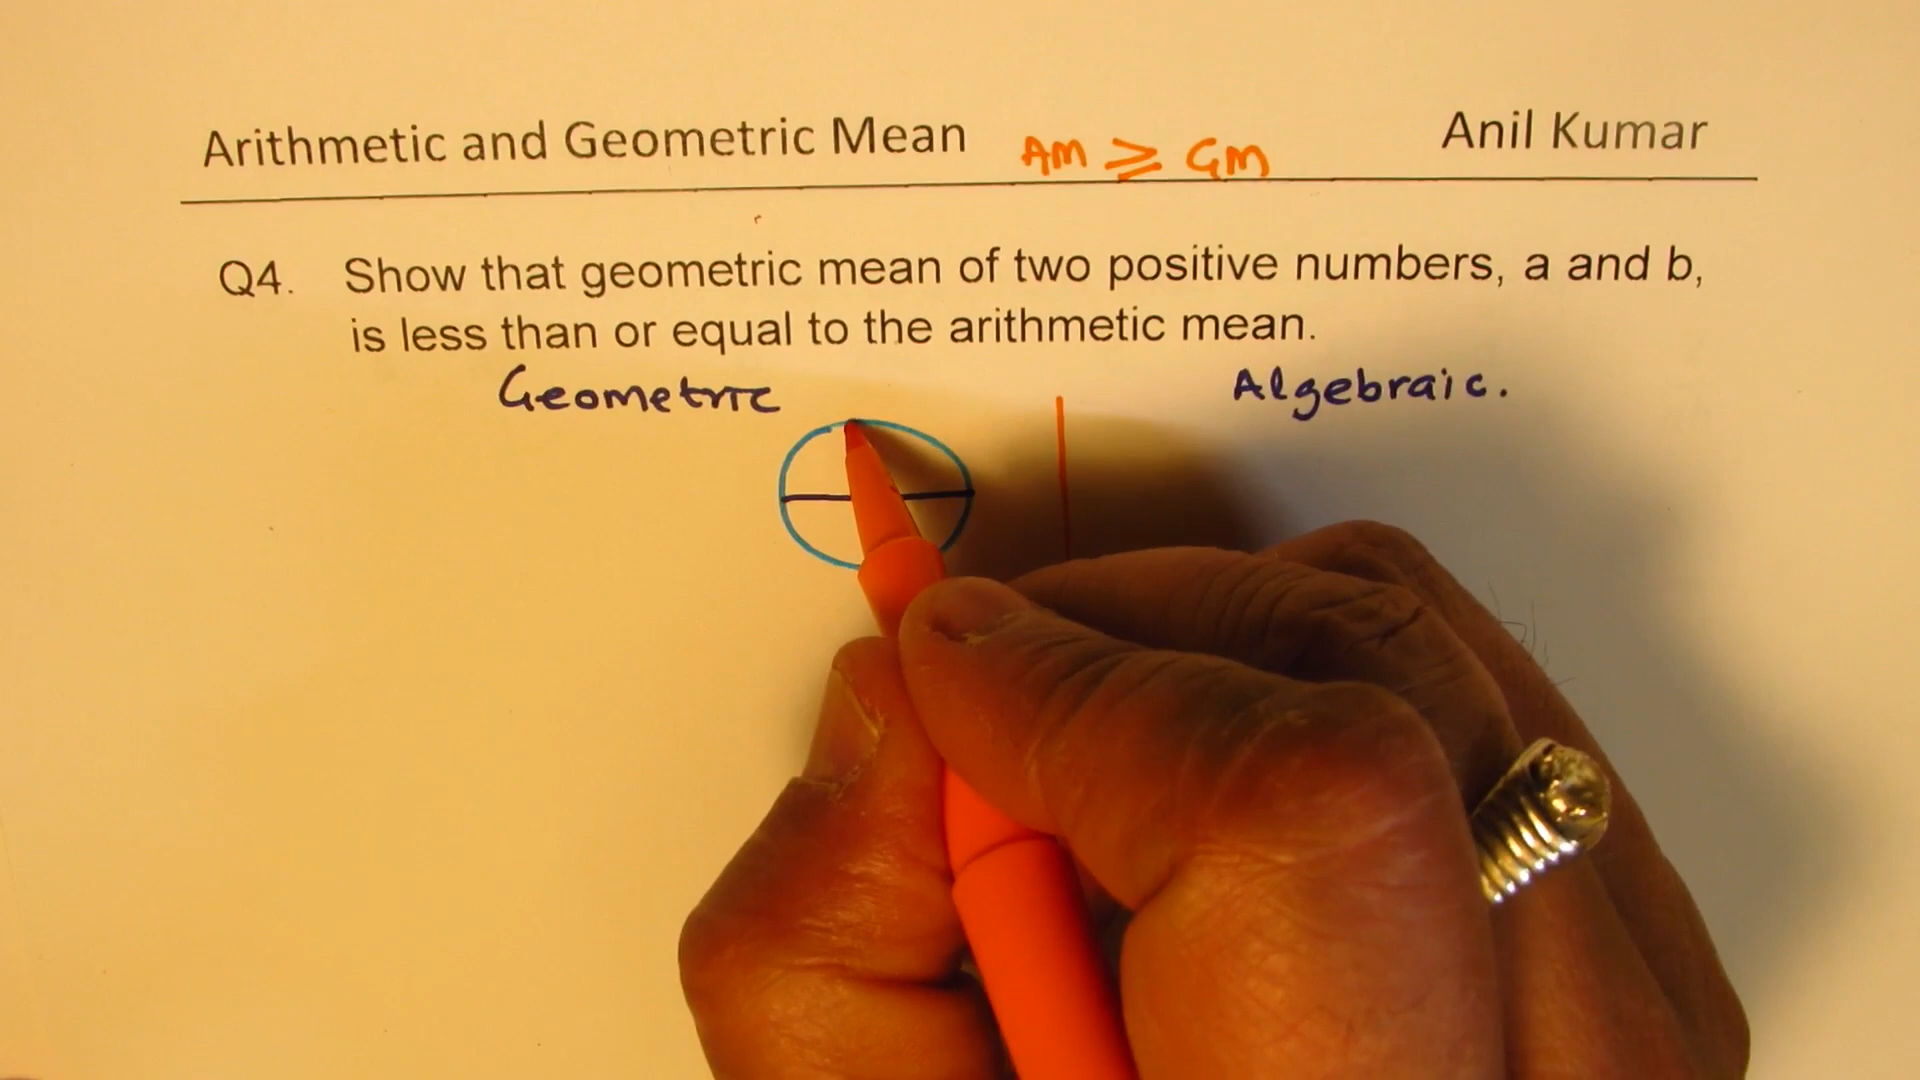 Arithmetic and Geometric Mean AM ⩾ GM Anil Kumar
Q4. Show that geometric mean of two positive numbers, a and b,
is less than or equal to the arithmetic mean.
Geometric Algebraic.